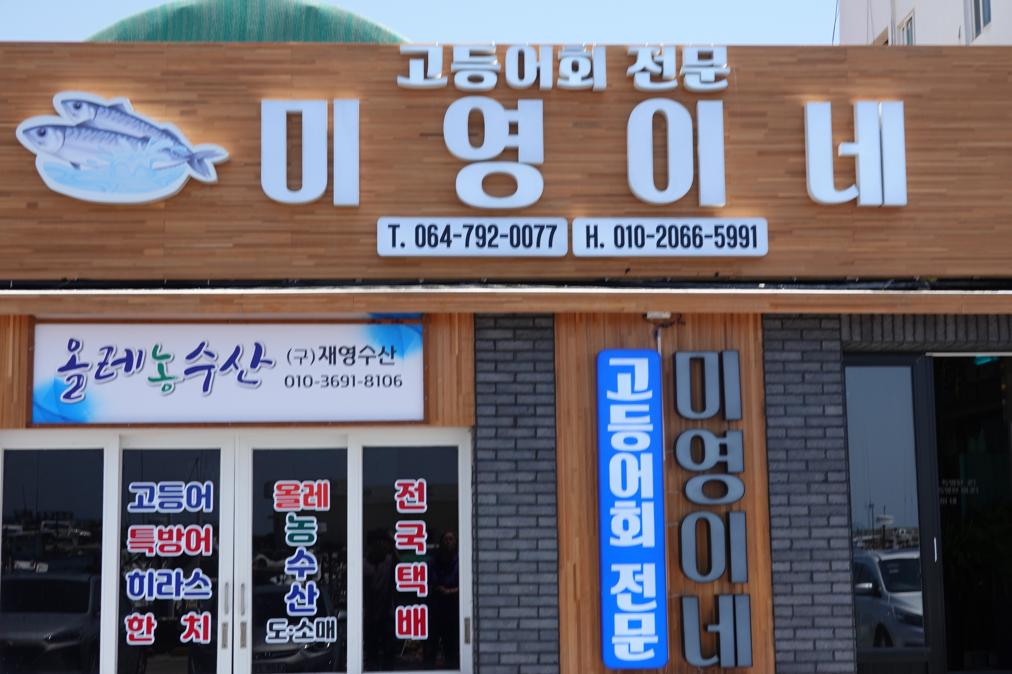 고등어회 전문
미영이네
T. 064-792-0077
H. 010-2066-5991
올레농수산
(구)재영수산
010-3691-8106
고등어
특방어
히라스
한치
올레
농
수
산
도·소매
전
국
택
배
고등어회 전문
미영이네